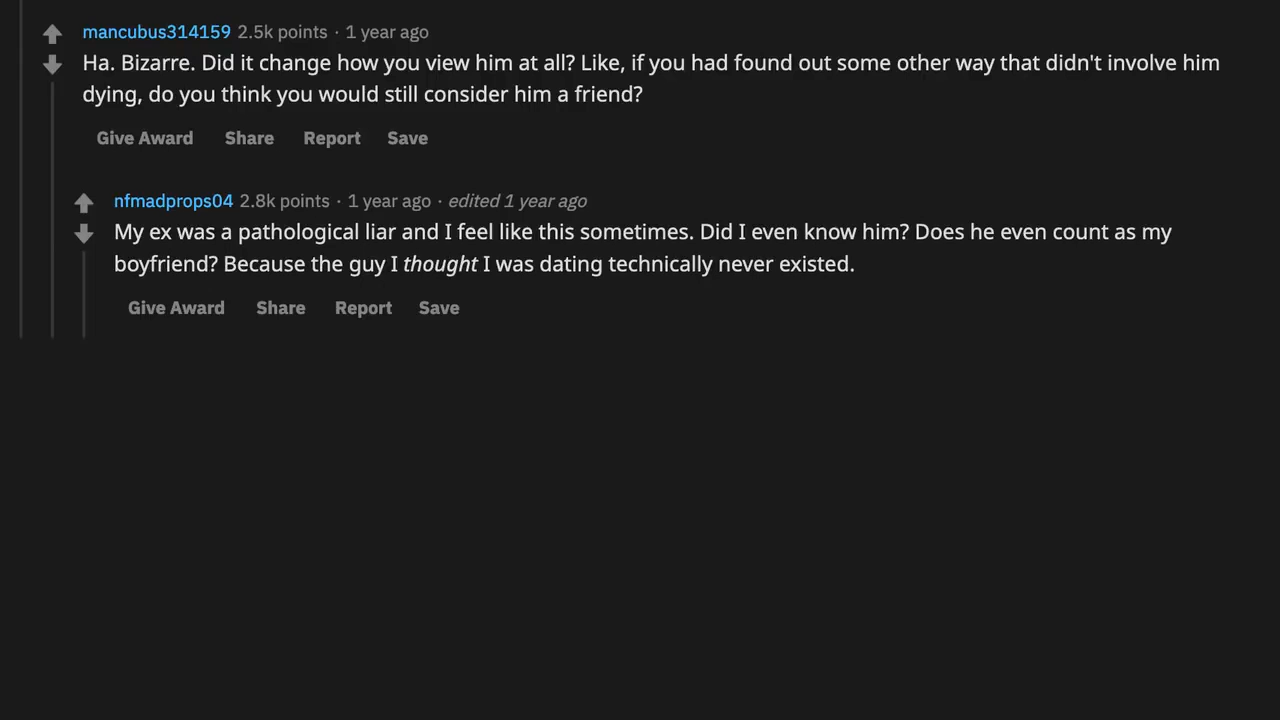 mancubus314159 2.5k points · 1 year ago
Ha. Bizarre. Did it change how you view him at all? Like, if you had found out some other way that didn't involve him
dying, do you think you would still consider him a friend?
Give Award Share Report Save
nfmadprops04 2.8k points · 1 year ago · edited 1 year ago
My ex was a pathological liar and I feel like this sometimes. Did I even know him? Does he even count as my
boyfriend? Because the guy I thought I was dating technically never existed.
Give Award Share Report Save